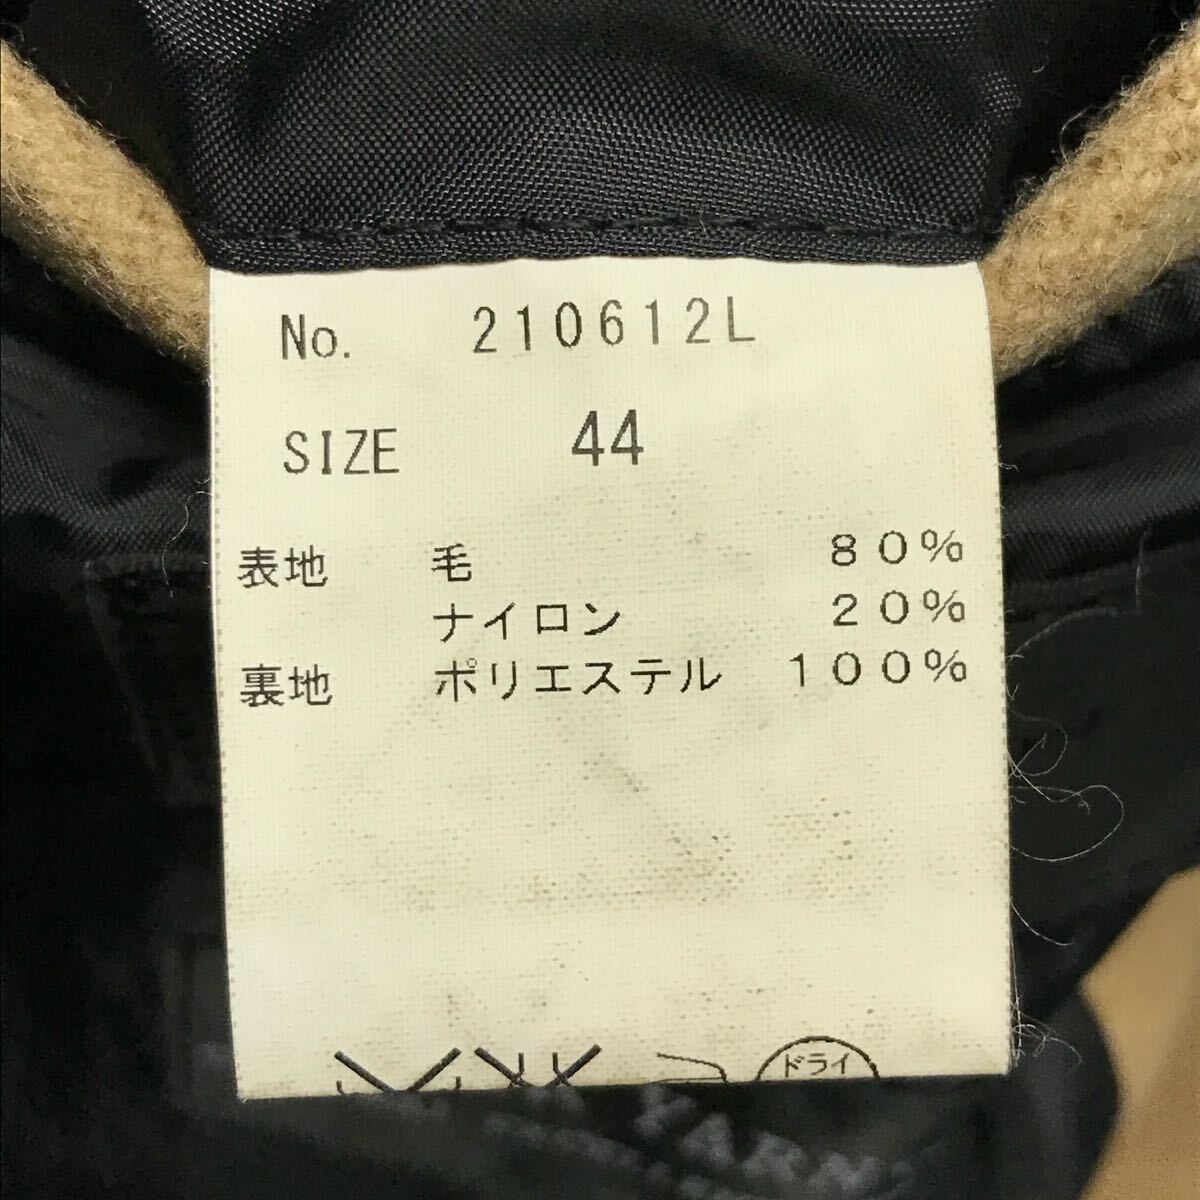 No. 210612L
SIZE 44
表地 毛 80%
ナイロン 20%
裏地 ポリエステル 100%
ドライ
YARN